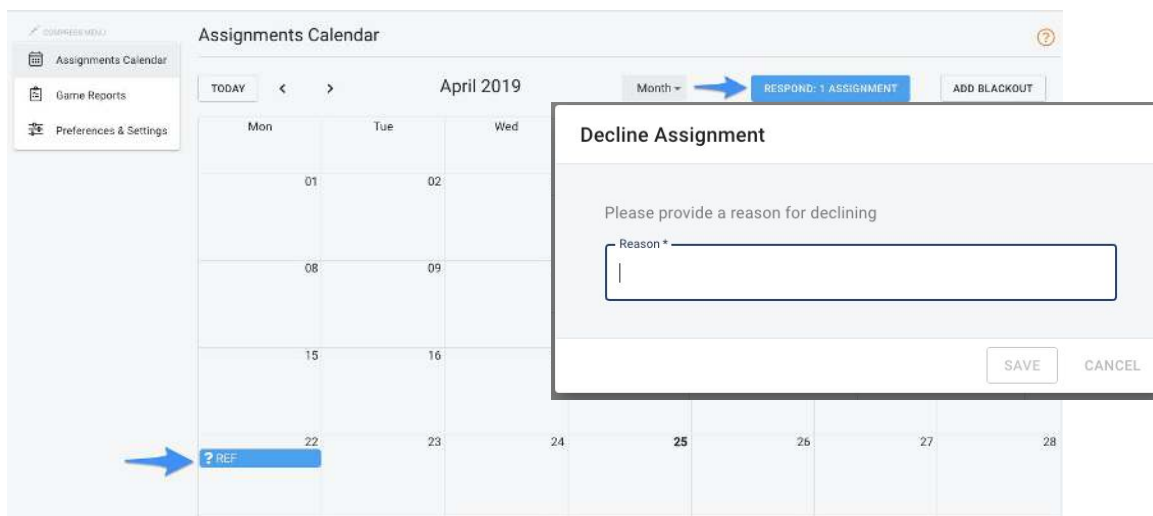 COMPRESS MENU
Assignments Calendar
Game Reports
Preferences & Settings
Assignments Calendar
?
TODAY < > April 2019 Month RESPOND: 1 ASSIGNMENT ADD BLACKOUT
Mon Tue Wed
01 02
08 09
15 16
22 23 24 25 26 27 28
? REF
Decline Assignment
Please provide a reason for declining
Reason *
SAVE CANCEL